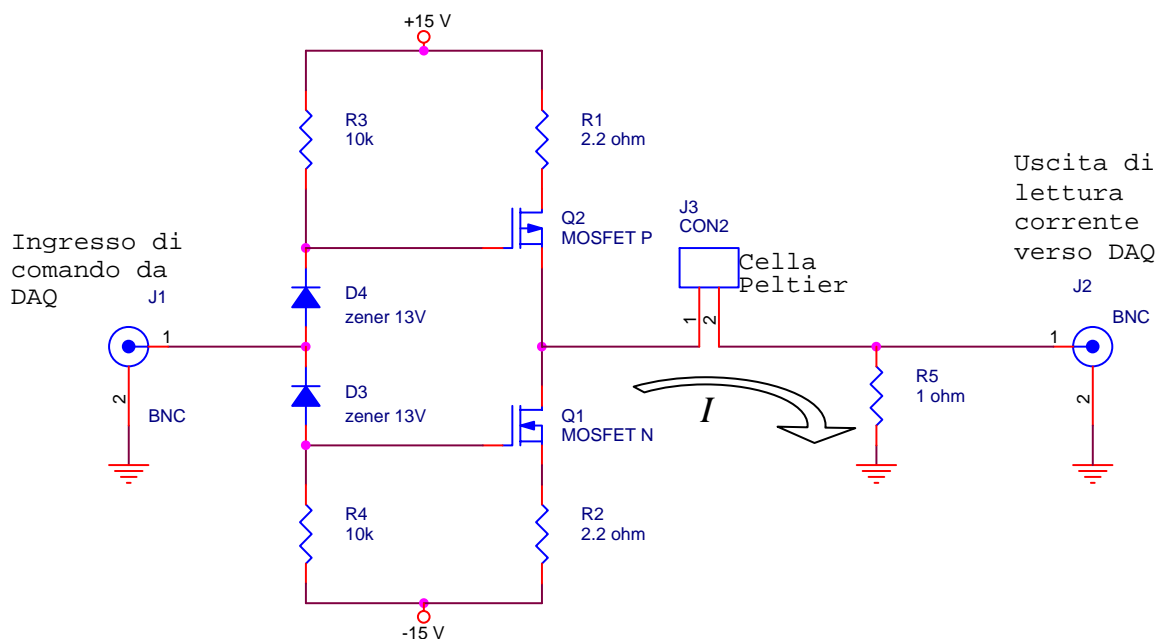 +15 V
R3
10k
R1
2.2 ohm
Uscita di
lettura
corrente
verso DAQ
Q2
MOSFET P
J3
CON2
Cella
Peltier
Ingresso di
comando da
DAQ
J1
1
2
BNC
D4
zener 13V
D3
zener 13V
1
2
J2
BNC
1
2
R5
1 ohm
I
Q1
MOSFET N
R4
10k
R2
2.2 ohm
-15 V